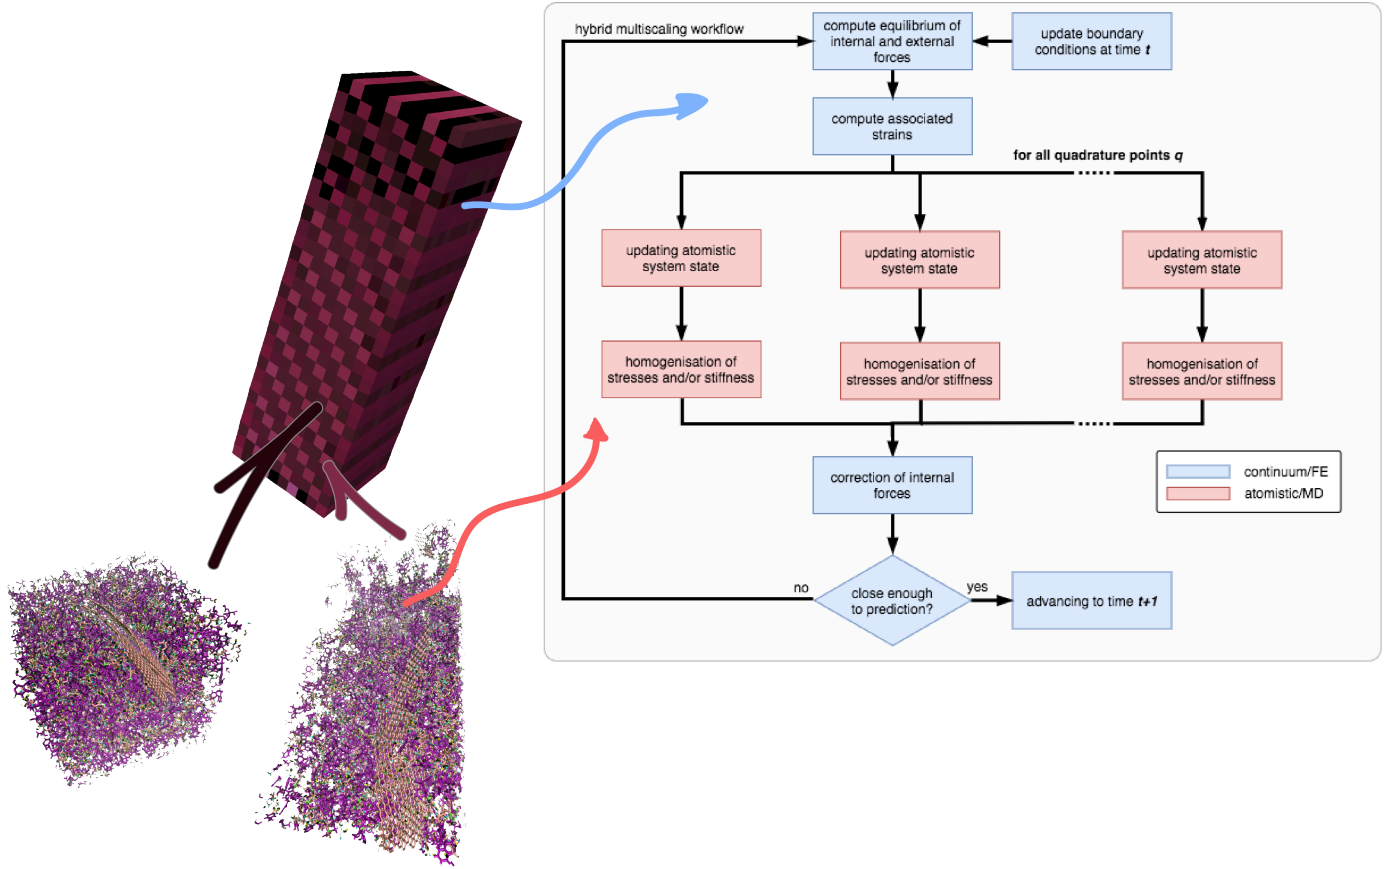 hybrid multiscaling workflow
compute equilibrium of
internal and external
forces
update boundary
conditions at time t
compute associated
strains
for all quadrature points q
updating atomistic
system state
updating atomistic
system state
updating atomistic
system state
homogenisation of
stresses and/or stiffness
homogenisation of
stresses and/or stiffness
homogenisation of
stresses and/or stiffness
correction of internal
forces
continuum/FE
atomistic/MD
no
close enough
to prediction?
yes
advancing to time t+1